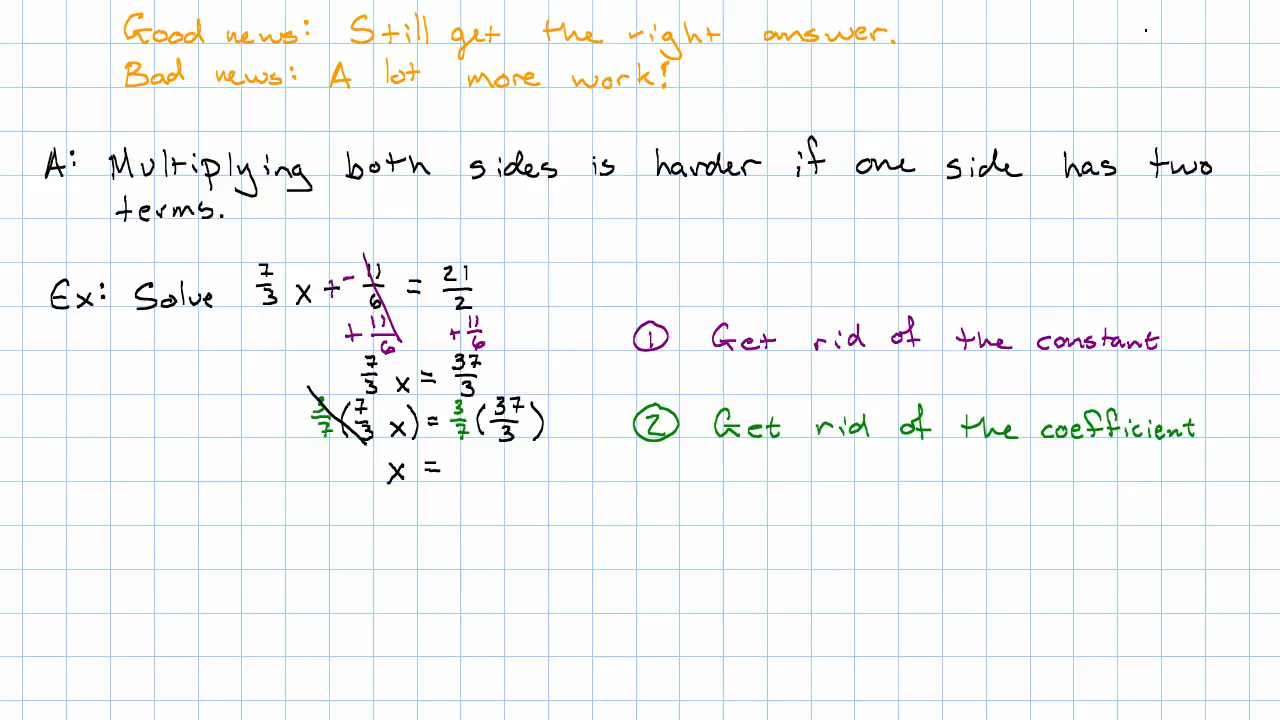 Good news: Still get the right answer.
Bad news: A lot more work!
A: Multiplying both sides is harder if one side has two
terms.
Ex: Solve 7/3 x + - 11/6 = 21/2
+ 11/6 + 11/6
① Get rid of the constant
7/3 x = 37/3
3/7 (7/3 x) = 3/7 (37/3)
② Get rid of the coefficient
x =